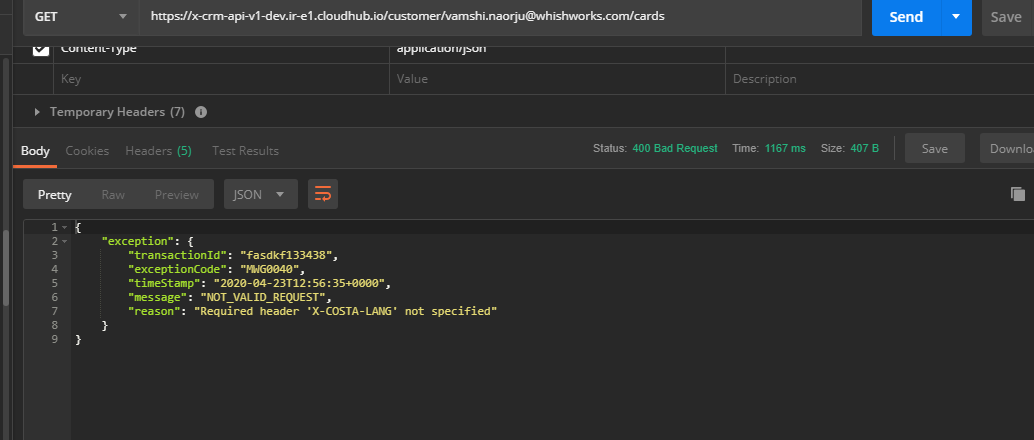 GET https://x-crm-api-v1-dev.ir-e1.cloudhub.io/customer/vamshi.naorju@whishworks.com/cards Send Save
Content-Type application/json
Key Value Description
Temporary Headers (7)
Body Cookies Headers (5) Test Results Status: 400 Bad Request Time: 1167 ms Size: 407 B Save Downlo
Pretty Raw Preview JSON
1 {
2 "exception": {
3 "transactionId": "fasdkf133438",
4 "exceptionCode": "MWG0040",
5 "timeStamp": "2020-04-23T12:56:35+0000",
6 "message": "NOT_VALID_REQUEST",
7 "reason": "Required header 'X-COSTA-LANG' not specified"
8 }
9 }